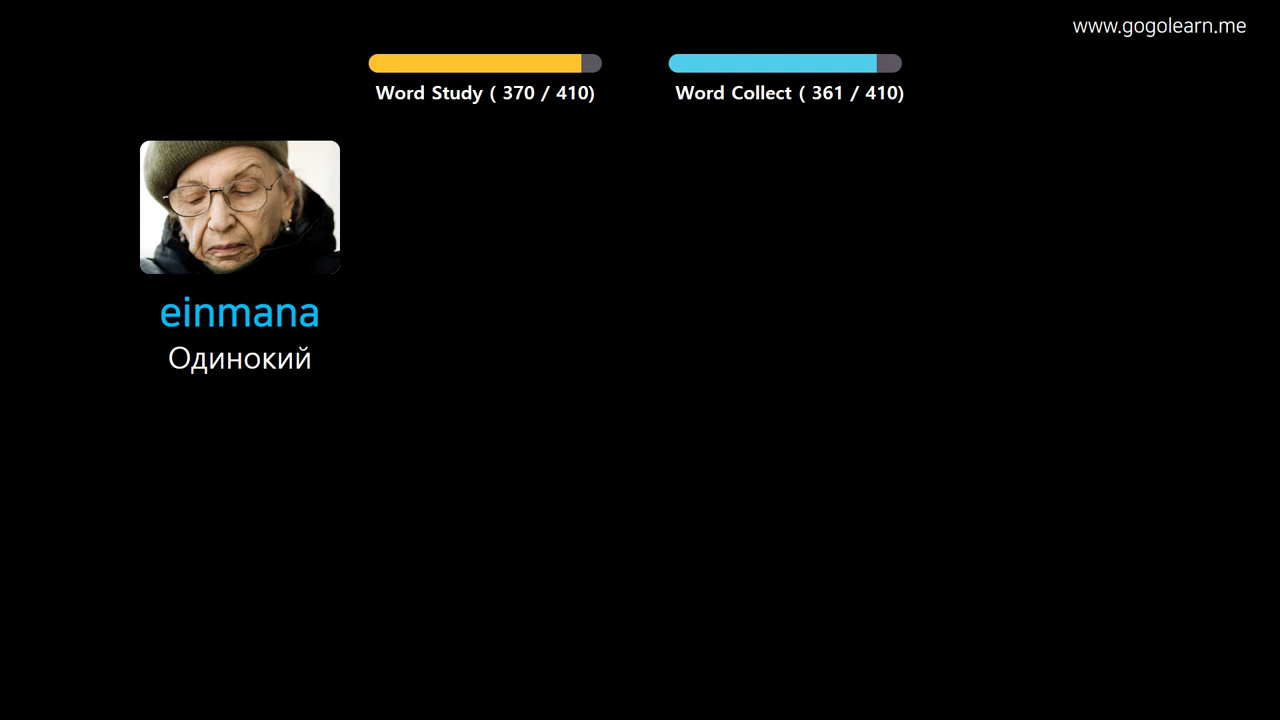 www.gogolearn.me
Word Study ( 370 / 410)
Word Collect ( 361 / 410)
einmana
Одинокий